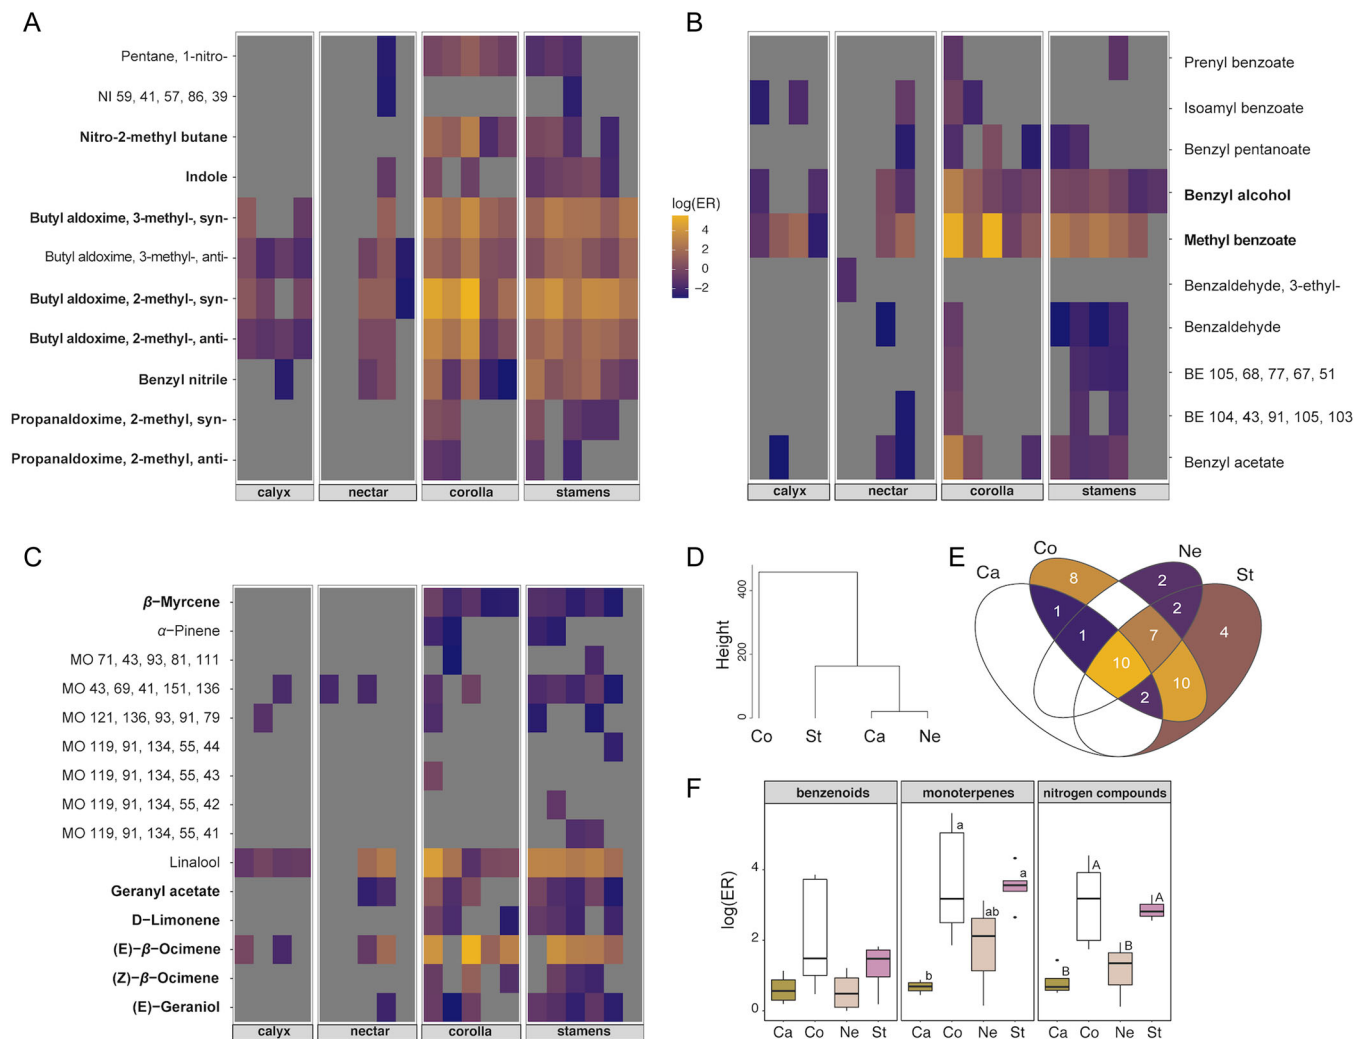 A
Pentane, 1-nitro-
NI 59, 41, 57, 86, 39
Nitro-2-methyl butane
Indole
Butyl aldoxime, 3-methyl-, syn-
Butyl aldoxime, 3-methyl-, anti-
Butyl aldoxime, 2-methyl-, syn-
Butyl aldoxime, 2-methyl-, anti-
Benzyl nitrile
Propanaldoxime, 2-methyl, syn-
Propanaldoxime, 2-methyl, anti-
calyx nectar corolla stamens
log(ER)
4
2
0
−2
B
Prenyl benzoate
Isoamyl benzoate
Benzyl pentanoate
Benzyl alcohol
Methyl benzoate
Benzaldehyde, 3-ethyl-
Benzaldehyde
BE 105, 68, 77, 67, 51
BE 104, 43, 91, 105, 103
Benzyl acetate
calyx nectar corolla stamens
C
β−Myrcene
α−Pinene
MO 71, 43, 93, 81, 111
MO 43, 69, 41, 151, 136
MO 121, 136, 93, 91, 79
MO 119, 91, 134, 55, 44
MO 119, 91, 134, 55, 43
MO 119, 91, 134, 55, 42
MO 119, 91, 134, 55, 41
Linalool
Geranyl acetate
D−Limonene
(E)−β−Ocimene
(Z)−β−Ocimene
(E)−Geraniol
calyx nectar corolla stamens
D
Height
400
200
0
Co St Ca Ne
E
Ca Co Ne St
8 2
1 2 4
1 7
10 10
2
F
benzenoids monoterpenes nitrogen compounds
log(ER)
4
2
0
b a ab a
B A B A
Ca Co Ne St Ca Co Ne St Ca Co Ne St